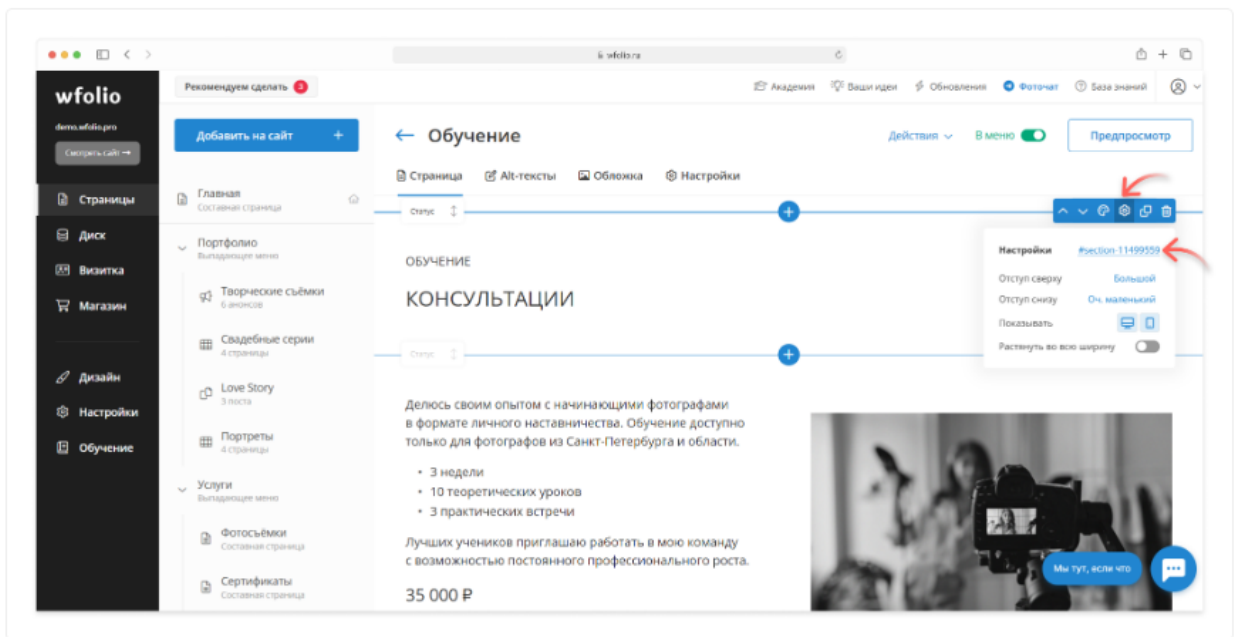 wfolio.ru
wfolio
demo.wfolio.pro
Смотреть сайт →
Страницы
Диск
Визитка
Магазин
Дизайн
Настройки
Обучение
Рекомендуем сделать 3
Академия
Ваши идеи
Обновления
Фоточат
База знаний
Добавить на сайт +
Главная
Составная страница
Портфолио
Выпадающее меню
Творческие съёмки
6 анонсов
Свадебные серии
4 страницы
Love Story
3 поста
Портреты
4 страницы
Услуги
Выпадающее меню
Фотосъёмки
Составная страница
Сертификаты
Составная страница
← Обучение
Действия
В меню
Предпросмотр
Страница
Alt-тексты
Обложка
Настройки
Статус
ОБУЧЕНИЕ
КОНСУЛЬТАЦИИ
Настройки #section-11499559
Отступ сверху Большой
Отступ снизу Оч. маленький
Показывать
Растянуть во всю ширину
Статус
Делюсь своим опытом с начинающими фотографами
в формате личного наставничества. Обучение доступно
только для фотографов из Санкт-Петербурга и области.
• 3 недели
• 10 теоретических уроков
• 3 практических встречи
Лучших учеников приглашаю работать в мою команду
с возможностью постоянного профессионального роста.
35 000 ₽
Мы тут, если что